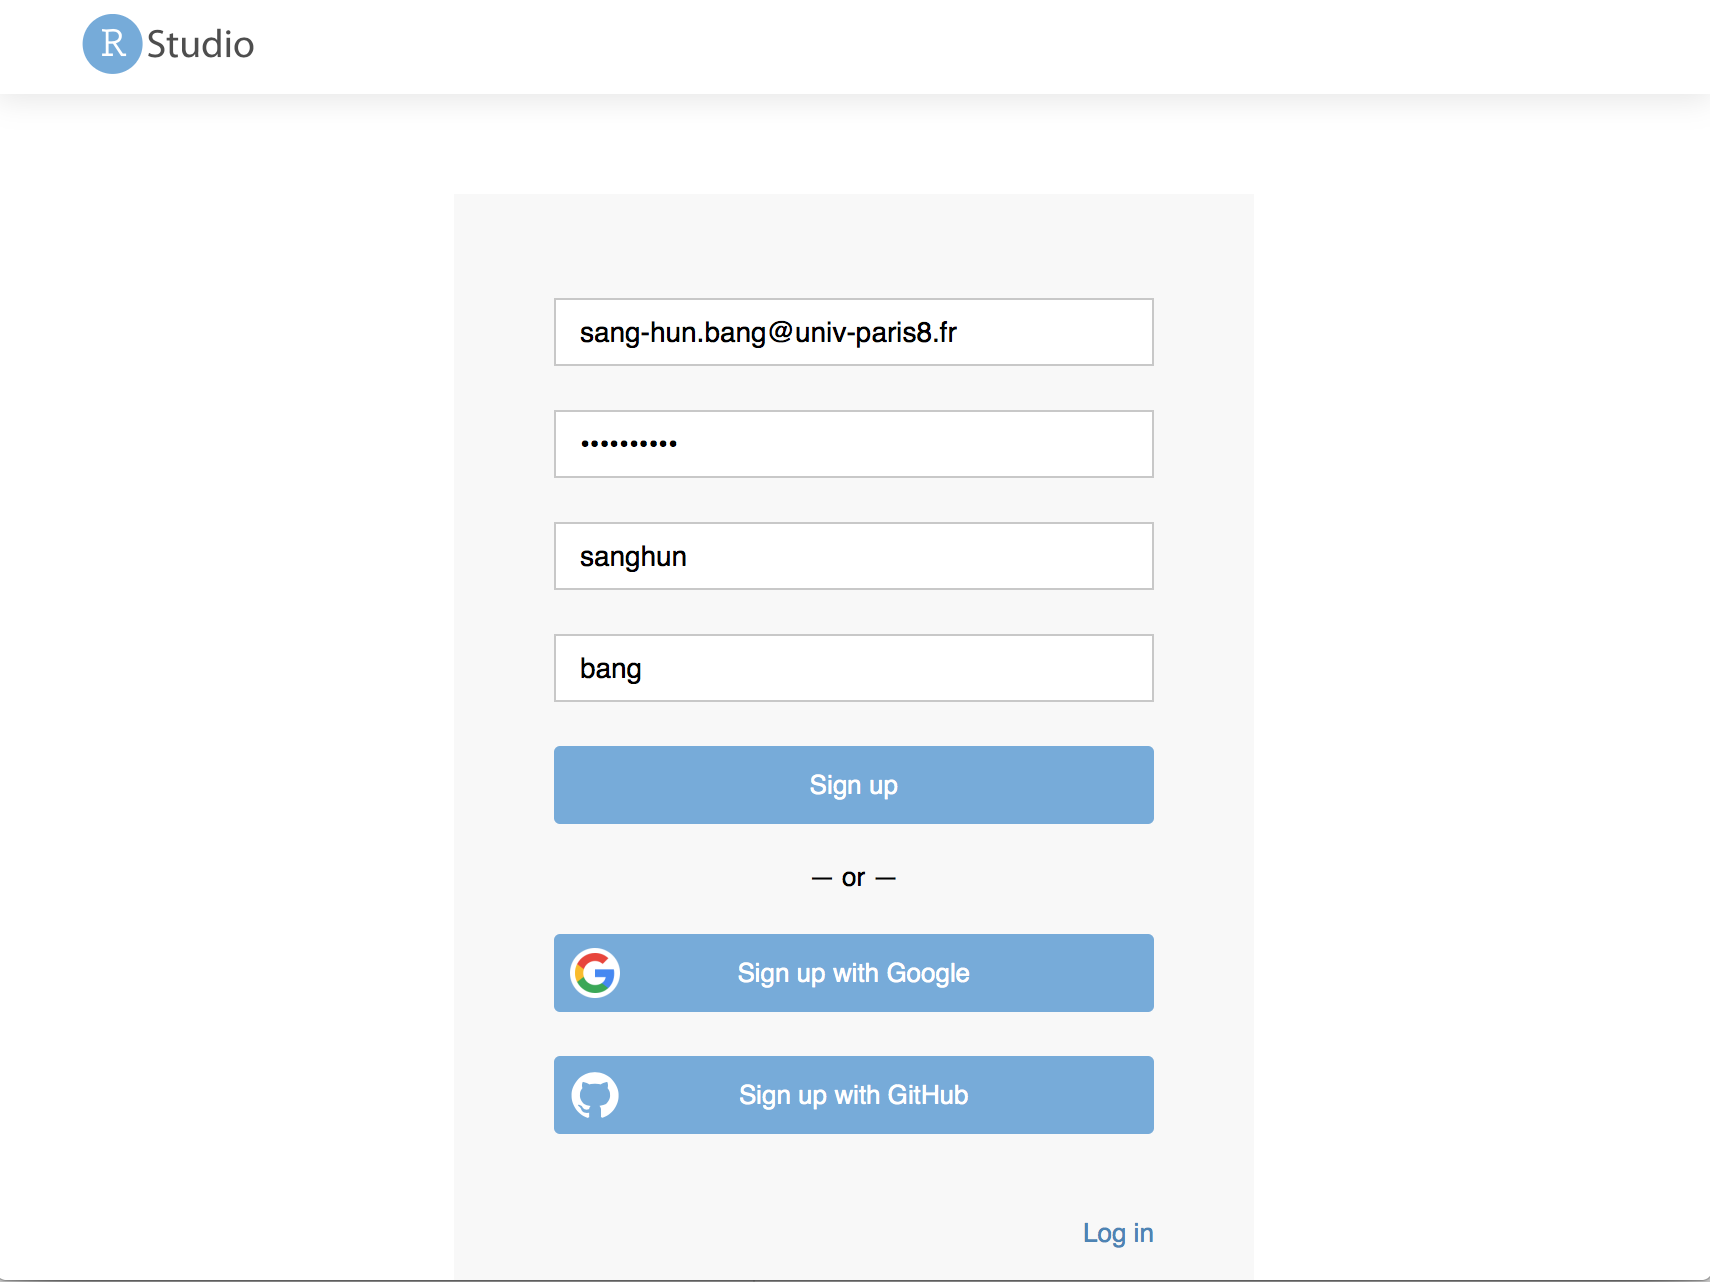 R Studio
sang-hun.bang@univ-paris8.fr
••••••••••
sanghun
bang
Sign up
— or —
Sign up with Google
Sign up with GitHub
Log in